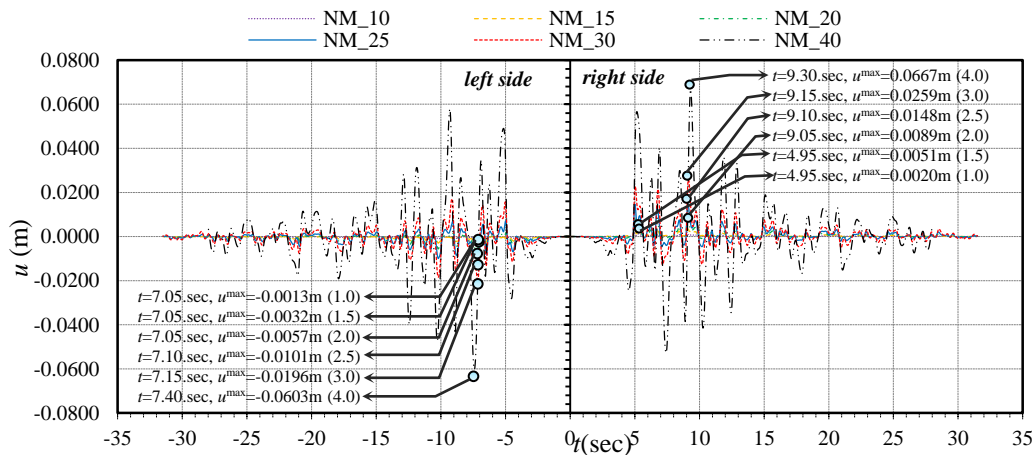 NM_10 NM_15 NM_20
NM_25 NM_30 NM_40
0.0800
0.0600
0.0400
0.0200
0.0000
-0.0200
-0.0400
-0.0600
-0.0800
u (m)
left side
right side
t=9.30.sec, uᵐᵃˣ=0.0667m (4.0)
t=9.15.sec, uᵐᵃˣ=0.0259m (3.0)
t=9.10.sec, uᵐᵃˣ=0.0148m (2.5)
t=9.05.sec, uᵐᵃˣ=0.0089m (2.0)
t=4.95.sec, uᵐᵃˣ=0.0051m (1.5)
t=4.95.sec, uᵐᵃˣ=0.0020m (1.0)
t=7.05.sec, uᵐᵃˣ=-0.0013m (1.0)
t=7.05.sec, uᵐᵃˣ=-0.0032m (1.5)
t=7.05.sec, uᵐᵃˣ=-0.0057m (2.0)
t=7.10.sec, uᵐᵃˣ=-0.0101m (2.5)
t=7.15.sec, uᵐᵃˣ=-0.0196m (3.0)
t=7.40.sec, uᵐᵃˣ=-0.0603m (4.0)
-35 -30 -25 -20 -15 -10 -5 0 5 10 15 20 25 30 35
t(sec)